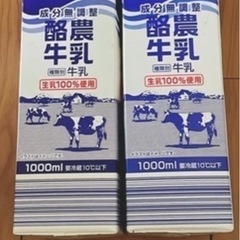 成分無調整
酪農
牛乳
種類別 牛乳
生乳100%使用
1000ml 要冷蔵10℃以下
成分無調整
酪農
牛乳
種類別 牛乳
生乳100%使用
1000ml 要冷蔵10℃以下